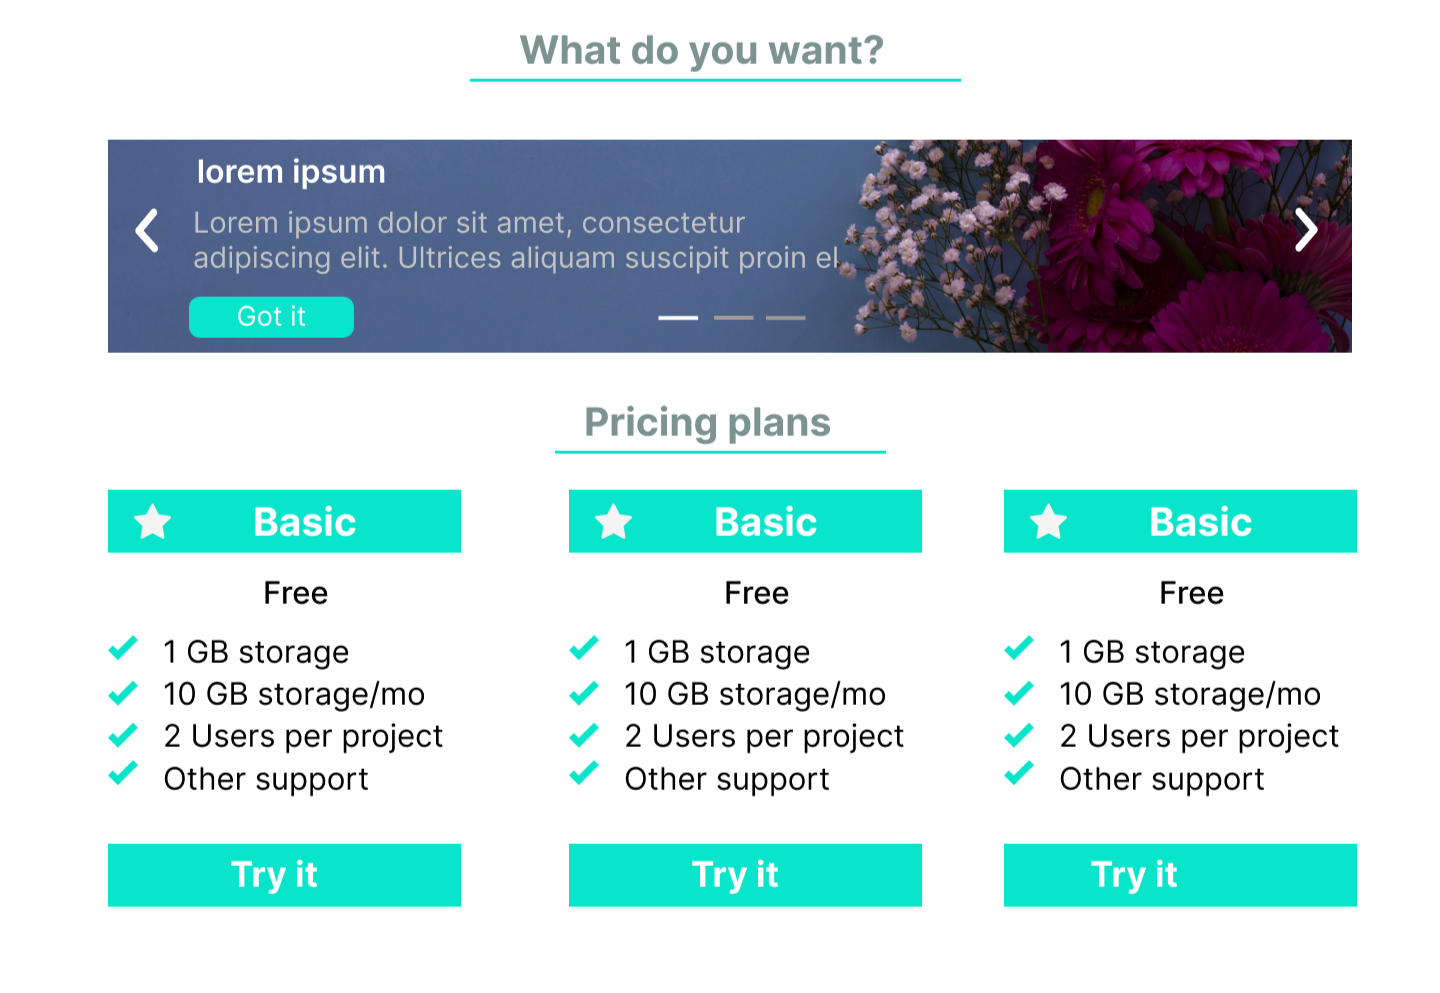 What do you want?
lorem ipsum
Lorem ipsum dolor sit amet, consectetur
adipiscing elit. Ultrices aliquam suscipit proin el
Got it
Pricing plans
Basic
Free
1 GB storage
10 GB storage/mo
2 Users per project
Other support
Try it
Basic
Free
1 GB storage
10 GB storage/mo
2 Users per project
Other support
Try it
Basic
Free
1 GB storage
10 GB storage/mo
2 Users per project
Other support
Try it